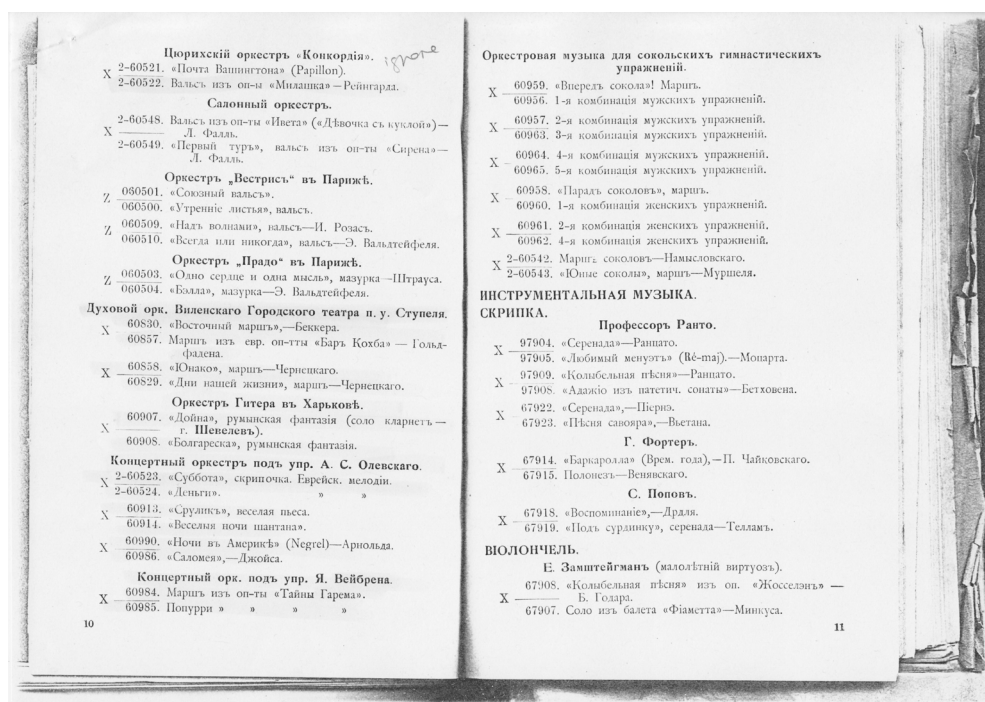 Цюрихскій оркестръ «Конкордія».
ignore
X 2-60521. «Почта Вашингтона» (Papillon).
2-60522. Вальсъ изъ оп-ы «Милашка» — Рейнгарда.
Салонный оркестръ.
2-60548. Вальсъ изъ оп-ты «Ивета» («Дѣвочка съ куклой») —
X Л. Фалль.
2-60549. «Первый туръ», вальсъ изъ оп-ты «Сирена» —
Л. Фалль.
Оркестръ „Вестрисъ“ въ Парижѣ.
Z 060501. «Союзный вальсъ».
060500. «Утренніе листья», вальсъ.
Z 060509. «Надъ волнами», вальсъ—И. Розасъ.
060510. «Всегда или никогда», вальсъ—Э. Вальдтейфеля.
Оркестръ „Прадо“ въ Парижѣ.
Z 060503. «Одно сердце и одна мысль», мазурка —Штрауса.
060504. «Бэлла», мазурка—Э. Вальдтейфеля.
Духовой орк. Виленскаго Городского театра п. у. Ступеля.
X 60830. «Восточный маршъ»,—Беккера.
60857. Маршъ изъ евр. оп-тты «Баръ Кохба» — Гольд-
фадена.
X 60858. «Юнако», маршъ—Чернецкаго.
60829. «Дни нашей жизни», маршъ—Чернецкаго.
Оркестръ Гитера въ Харьковѣ.
60907. «Дойна», румынская фантазія (соло кларнетъ —
X г. Шевелевъ).
60908. «Болгареска», румынская фантазія.
Концертный оркестръ подъ упр. А. С. Олевскаго.
X 2-60523. «Суббота», скрипочка. Еврейск. мелодіи.
2-60524. «Деньги». » »
X 60913. «Сруликъ», веселая пьеса.
60914. «Веселыя ночи шантана».
X 60990. «Ночи въ Америкѣ» (Negrel)—Арнольда.
60986. «Саломея»,—Джойса.
Концертный орк. подъ упр. Я. Вейбрена.
X 60984. Маршъ изъ оп-ты «Тайны Гарема».
60985. Попурри » » » »
10
Оркестровая музыка для сокольскихъ гимнастическихъ
упражненій.
X 60959. «Впередъ сокола»! Маршъ.
60956. 1-я комбинація мужскихъ упражненій.
X 60957. 2-я комбинація мужскихъ упражненій.
60963. 3-я комбинація мужскихъ упражненій.
X 60964. 4-я комбинація мужскихъ упражненій.
60965. 5-я комбинація мужскихъ упражненій.
X 60958. «Парадъ соколовъ», маршъ.
60960. 1-я комбинація женскихъ упражненій.
X 60961. 2-я комбинація женскихъ упражненій.
60962. 4-я комбинація женскихъ упражненій.
X 2-60542. Маршъ соколовъ—Намысловскаго.
2-60543. «Юные соколы», маршъ—Муршеля.
ИНСТРУМЕНТАЛЬНАЯ МУЗЫКА.
СКРИПКА.
Профессоръ Ранто.
X 97904. «Серенада»—Ранцато.
97905. «Любимый менуэтъ» (Ré-maj).—Моцарта.
X 97909. «Колыбельная пѣсня»—Ранцато.
97908. «Адажіо изъ патетич. сонаты»—Бетховена.
X 67922. «Серенада»,—Піернэ.
67923. «Пѣсня савояра»,—Вьетана.
Г. Фортеръ.
X 67914. «Баркаролла» (Врем. года),—П. Чайковскаго.
67915. Полонезъ—Венявскаго.
С. Поповъ.
X 67918. «Воспоминаніе»,—Дрдля.
67919. «Подъ сурдинку», серенада—Телламъ.
ВІОЛОНЧЕЛЬ.
Е. Замштейгманъ (малолѣтній виртуозъ).
67908. «Колыбельная пѣсня» изъ оп. «Жосселэнъ» —
X Б. Годара.
67907. Соло изъ балета «Фіаметта»—Минкуса.
11